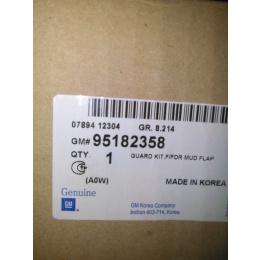 07894 12304 GR. 8.214
GM# 95182358
QTY. 1 GUARD KIT,F/FDR MUD FLAP
(A0W)
MADE IN KOREA
Genuine
GM
GM Korea Company